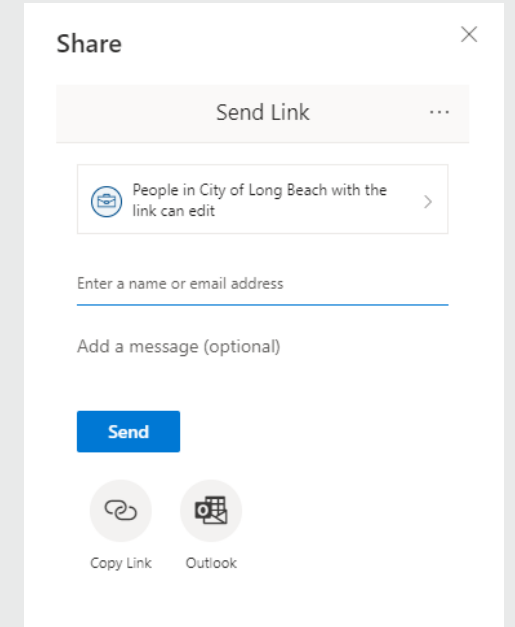 Share
Send Link
People in City of Long Beach with the
link can edit
Enter a name or email address
Add a message (optional)
Send
Copy Link
Outlook